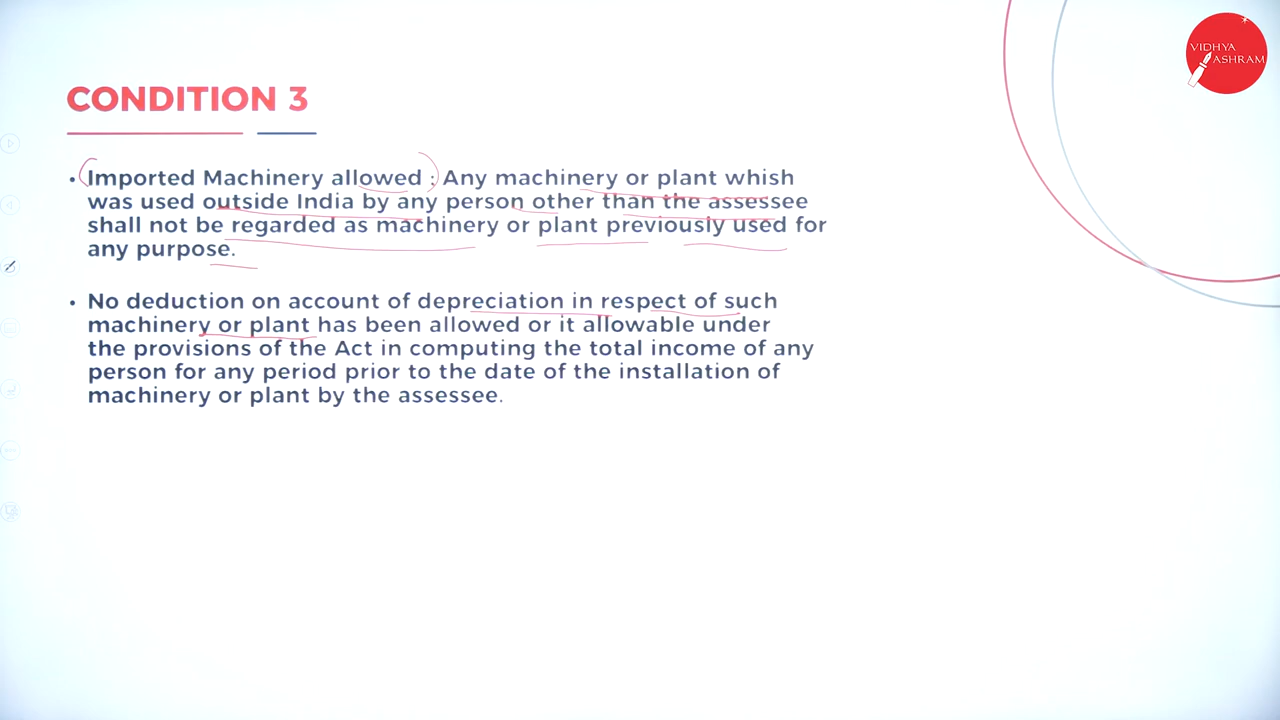 VIDHYA
ASHRAM
CONDITION 3
• Imported Machinery allowed : Any machinery or plant whish
was used outside India by any person other than the assessee
shall not be regarded as machinery or plant previously used for
any purpose.
• No deduction on account of depreciation in respect of such
machinery or plant has been allowed or it allowable under
the provisions of the Act in computing the total income of any
person for any period prior to the date of the installation of
machinery or plant by the assessee.